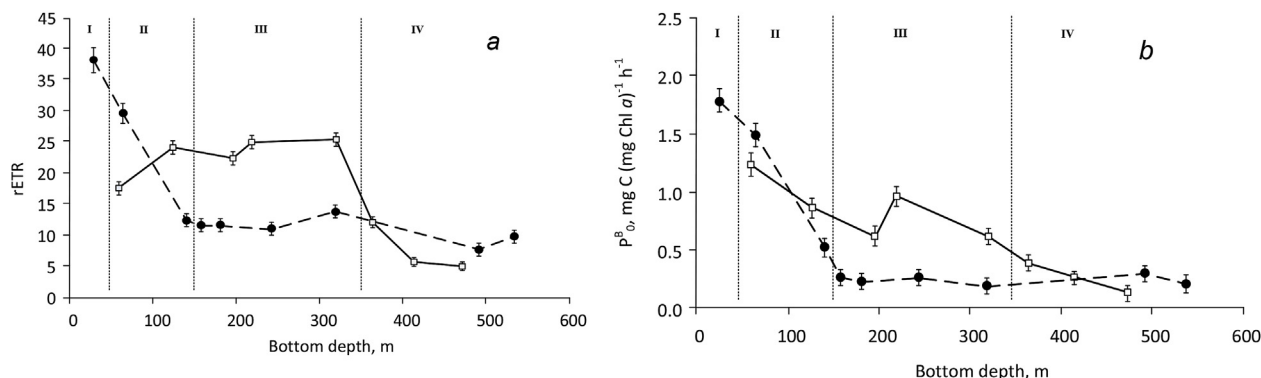 45
40
35
30
25
20
15
10
5
0
rETR
I II III IV
a
0 100 200 300 400 500 600
Bottom depth, m
2.5
2.0
1.5
1.0
0.5
0.0
P^B_0, mg C (mg Chl a)^-1 h^-1
I II III IV
b
0 100 200 300 400 500 600
Bottom depth, m